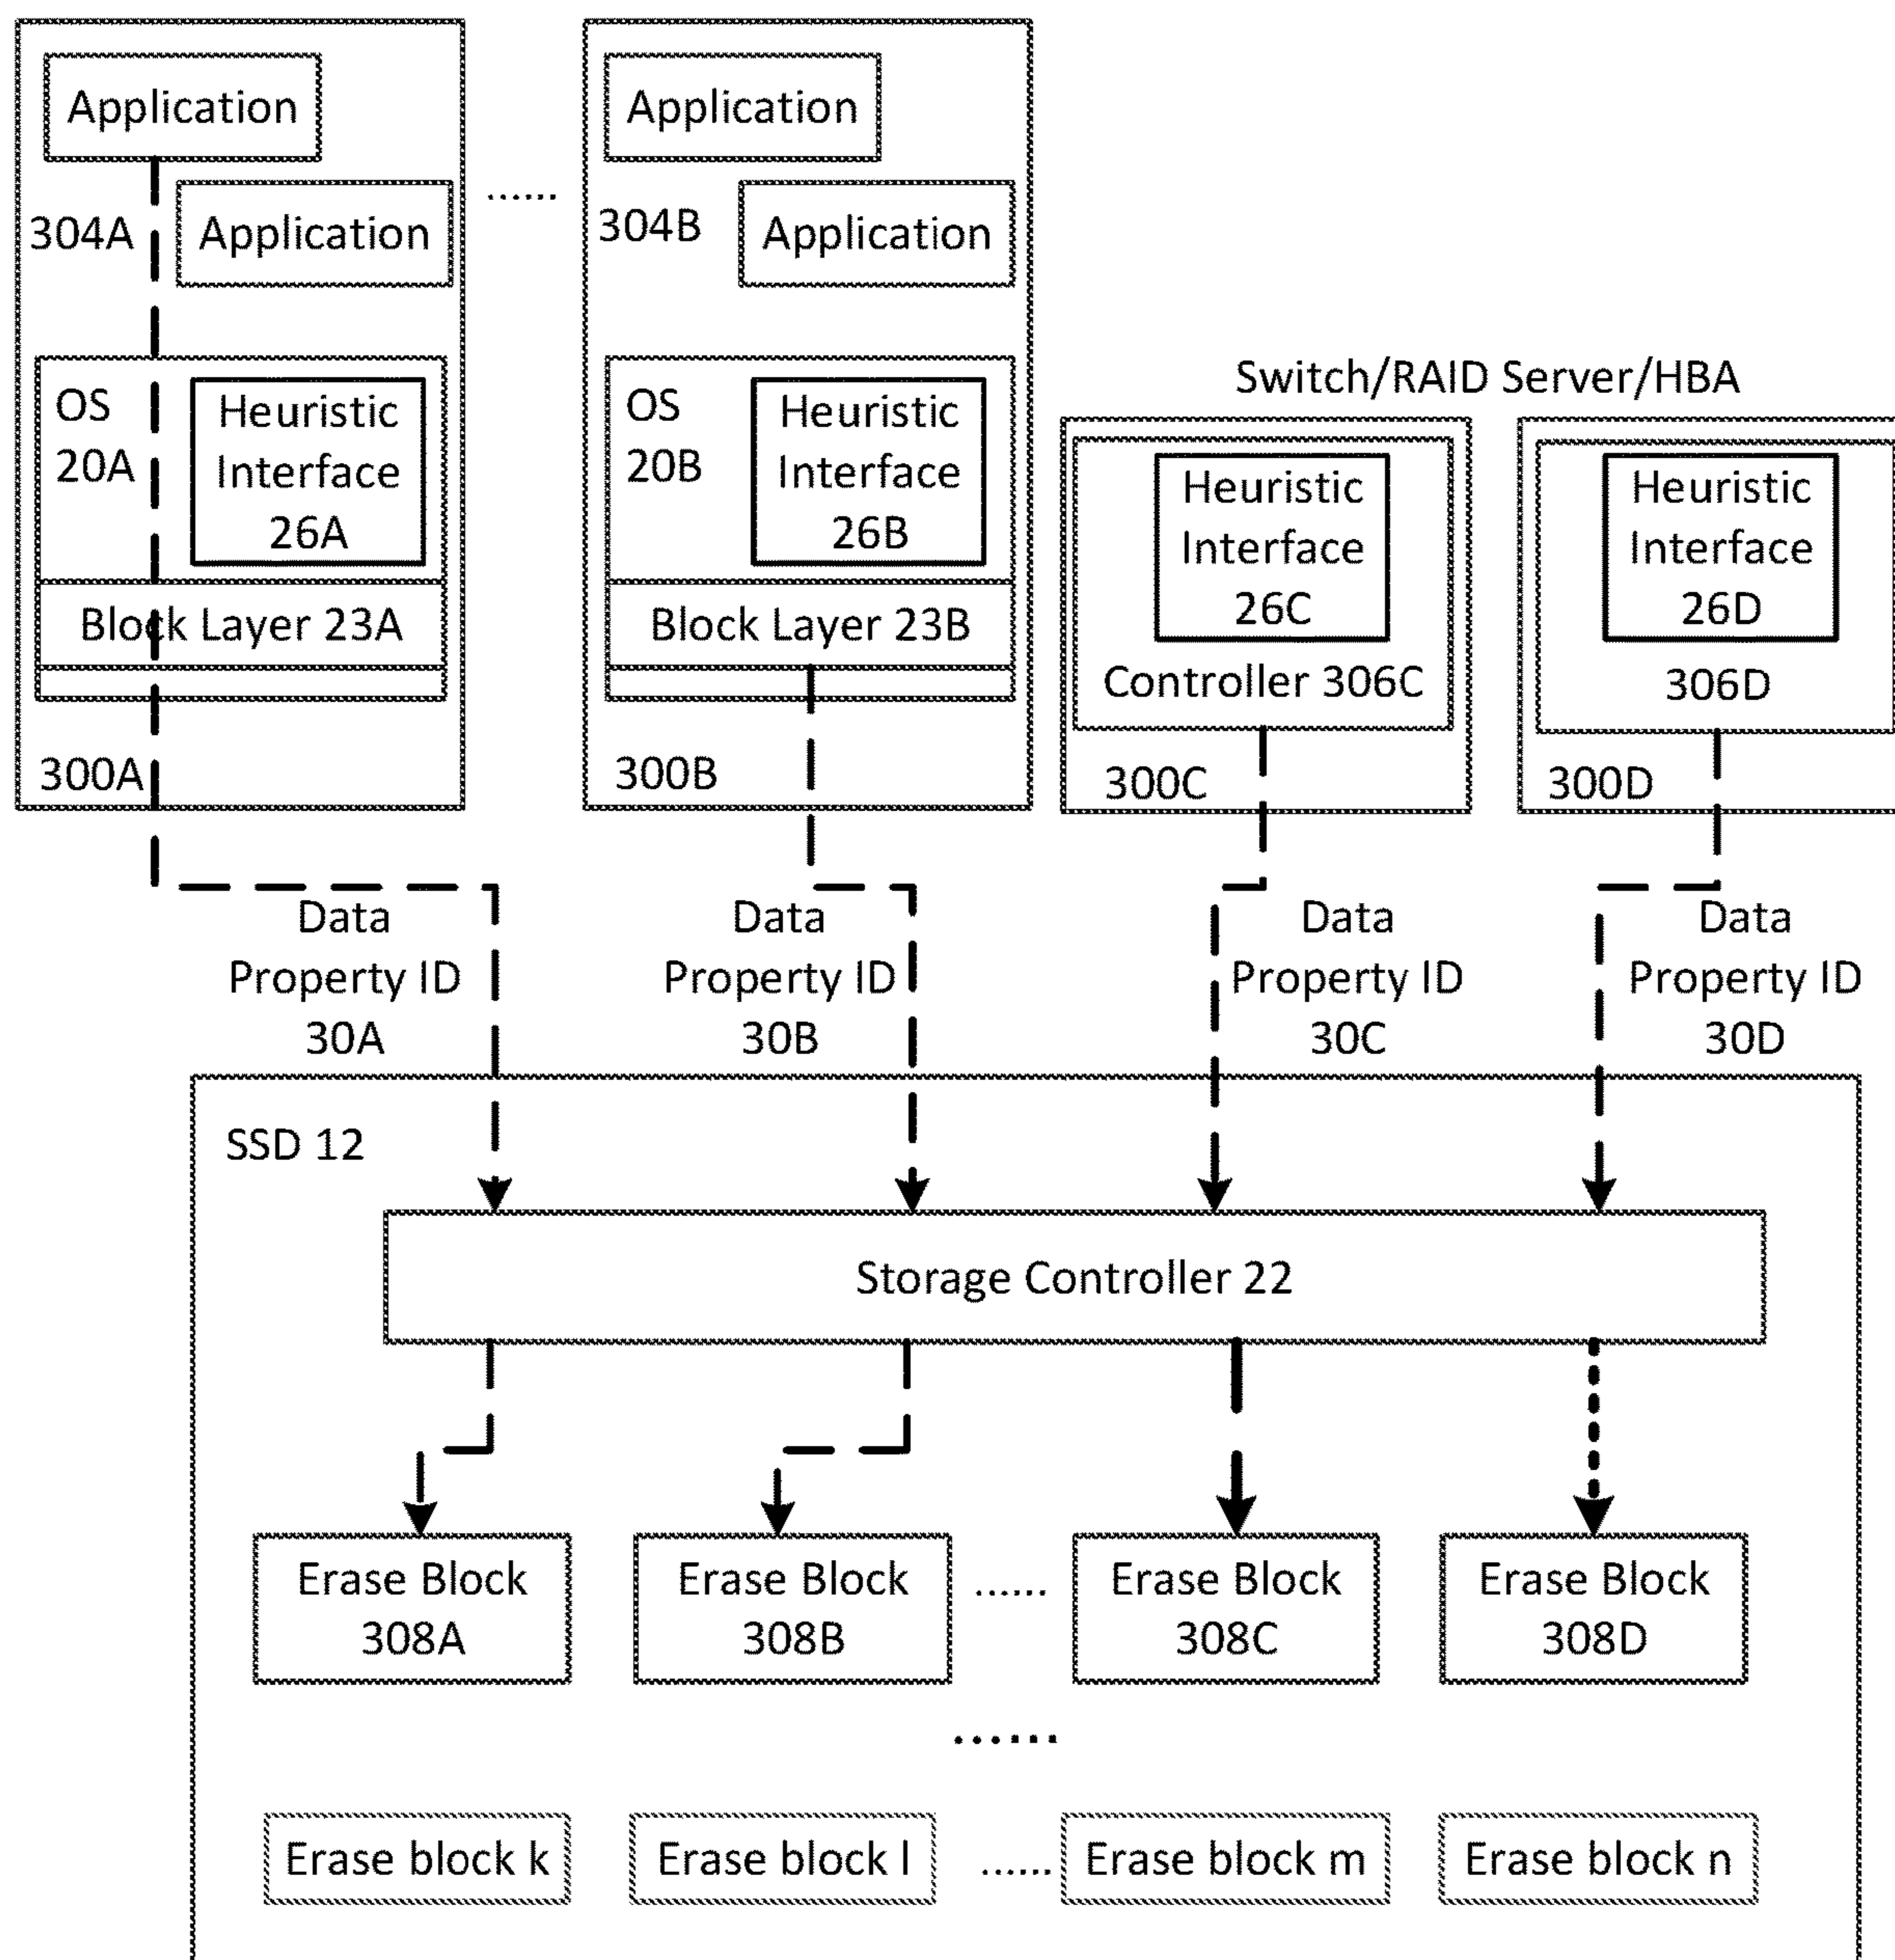 Application
304A
Application
OS
20A
Heuristic
Interface
26A
Block Layer 23A
300A
......
Application
304B
Application
OS
20B
Heuristic
Interface
26B
Block Layer 23B
300B
Switch/RAID Server/HBA
Heuristic
Interface
26C
Controller 306C
300C
Heuristic
Interface
26D
306D
300D
Data
Property ID
30A
Data
Property ID
30B
Data
Property ID
30C
Data
Property ID
30D
SSD 12
Storage Controller 22
Erase Block
308A
Erase Block
308B
......
Erase Block
308C
Erase Block
308D
......
Erase block k
Erase block l
......
Erase block m
Erase block n